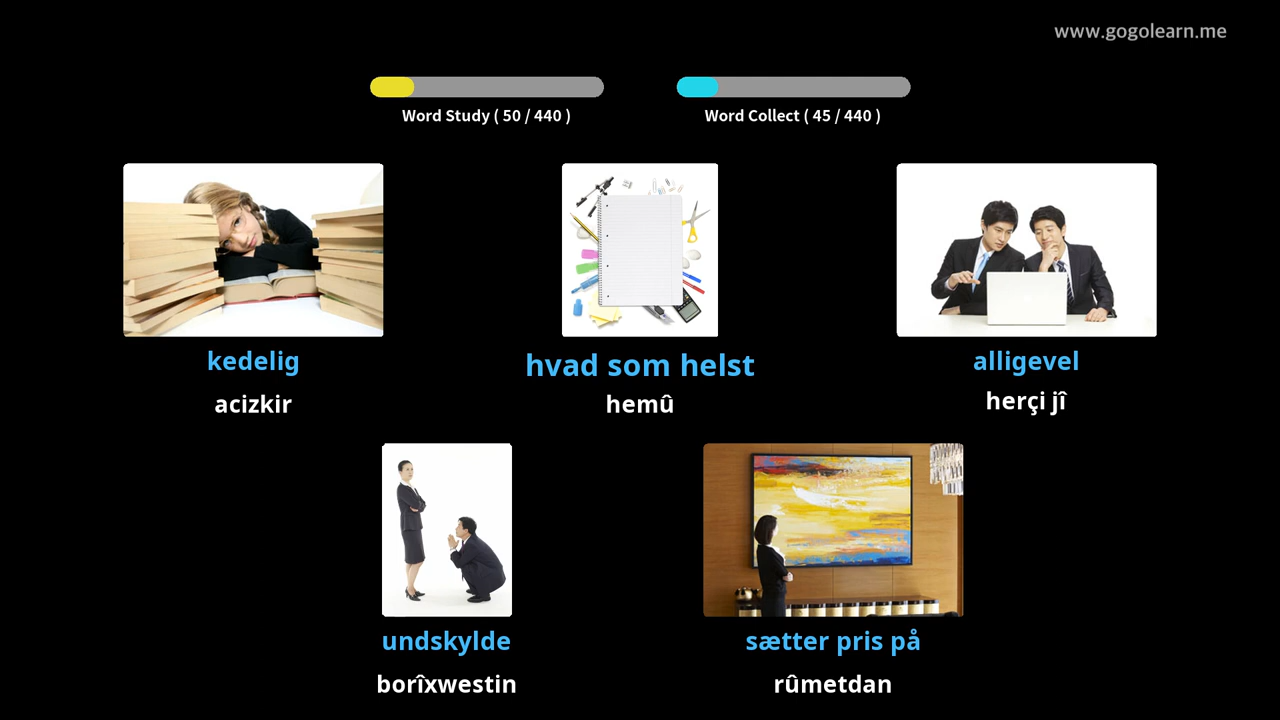 www.gogolearn.me
Word Study ( 50 / 440 )
Word Collect ( 45 / 440 )
kedelig
acizkir
hvad som helst
hemû
alligevel
herçi jî
undskylde
borîxwestin
sætter pris på
rûmetdan